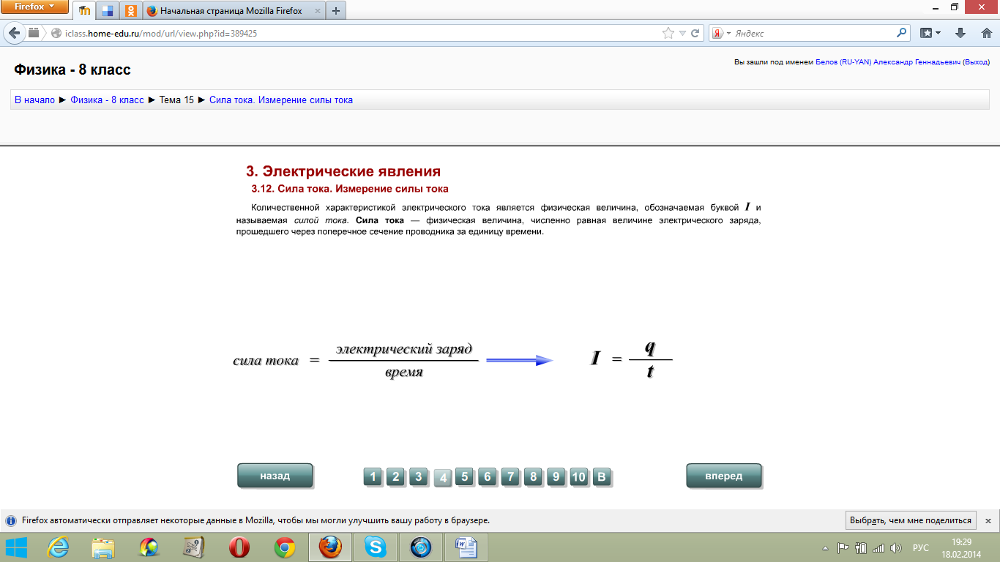 Firefox
Начальная страница Mozilla Firefox
iclass.home-edu.ru/mod/url/view.php?id=389425
Яндекс
Физика - 8 класс
Вы зашли под именем Белов (RU-YAN) Александр Геннадьевич (Выход)
В начало ► Физика - 8 класс ► Тема 15 ► Сила тока. Измерение силы тока
3. Электрические явления
3.12. Сила тока. Измерение силы тока
Количественной характеристикой электрического тока является физическая величина, обозначаемая буквой I и
называемая силой тока. Сила тока — физическая величина, численно равная величине электрического заряда,
прошедшего через поперечное сечение проводника за единицу времени.
сила тока = электрический заряд
время
I = q
t
назад 1 2 3 4 5 6 7 8 9 10 В вперед
Firefox автоматически отправляет некоторые данные в Mozilla, чтобы мы могли улучшить вашу работу в браузере.
Выбрать, чем мне поделиться
РУС
19:29
18.02.2014